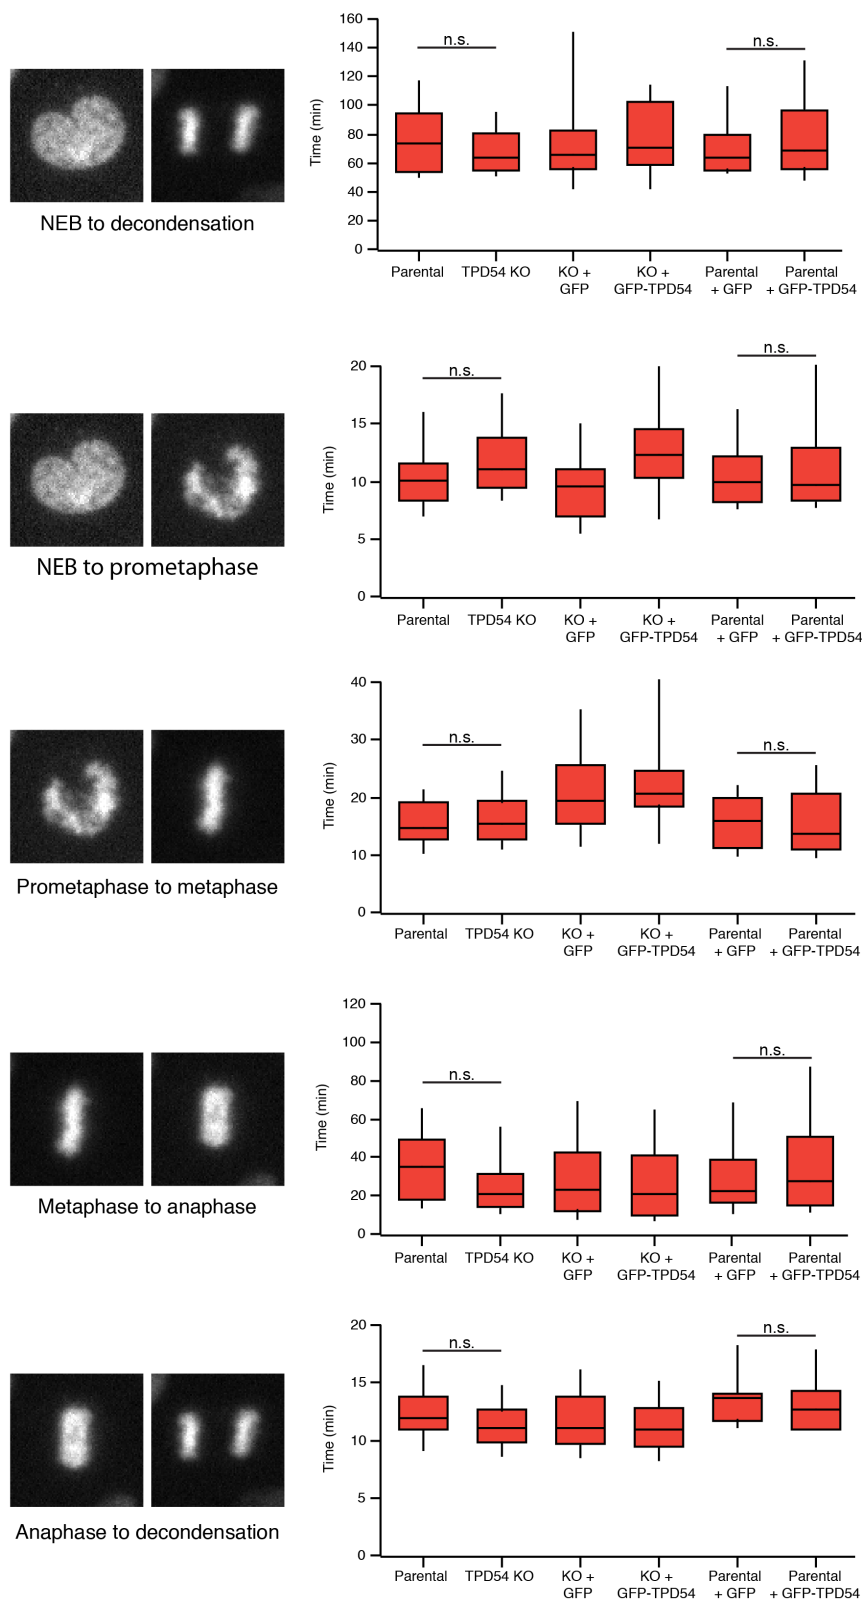 160
140
120
100
80
60
40
20
0
Time (min)
n.s.
n.s.
NEB to decondensation
Parental TPD54 KO KO + KO + Parental Parental
GFP GFP-TPD54 + GFP + GFP-TPD54
20
15
10
5
0
Time (min)
n.s.
n.s.
NEB to prometaphase
Parental TPD54 KO KO + KO + Parental Parental
GFP GFP-TPD54 + GFP + GFP-TPD54
40
30
20
10
0
Time (min)
n.s.
n.s.
Prometaphase to metaphase
Parental TPD54 KO KO + KO + Parental Parental
GFP GFP-TPD54 + GFP + GFP-TPD54
120
100
80
60
40
20
0
Time (min)
n.s.
n.s.
Metaphase to anaphase
Parental TPD54 KO KO + KO + Parental Parental
GFP GFP-TPD54 + GFP + GFP-TPD54
20
15
10
5
0
Time (min)
n.s.
n.s.
Anaphase to decondensation
Parental TPD54 KO KO + KO + Parental Parental
GFP GFP-TPD54 + GFP + GFP-TPD54